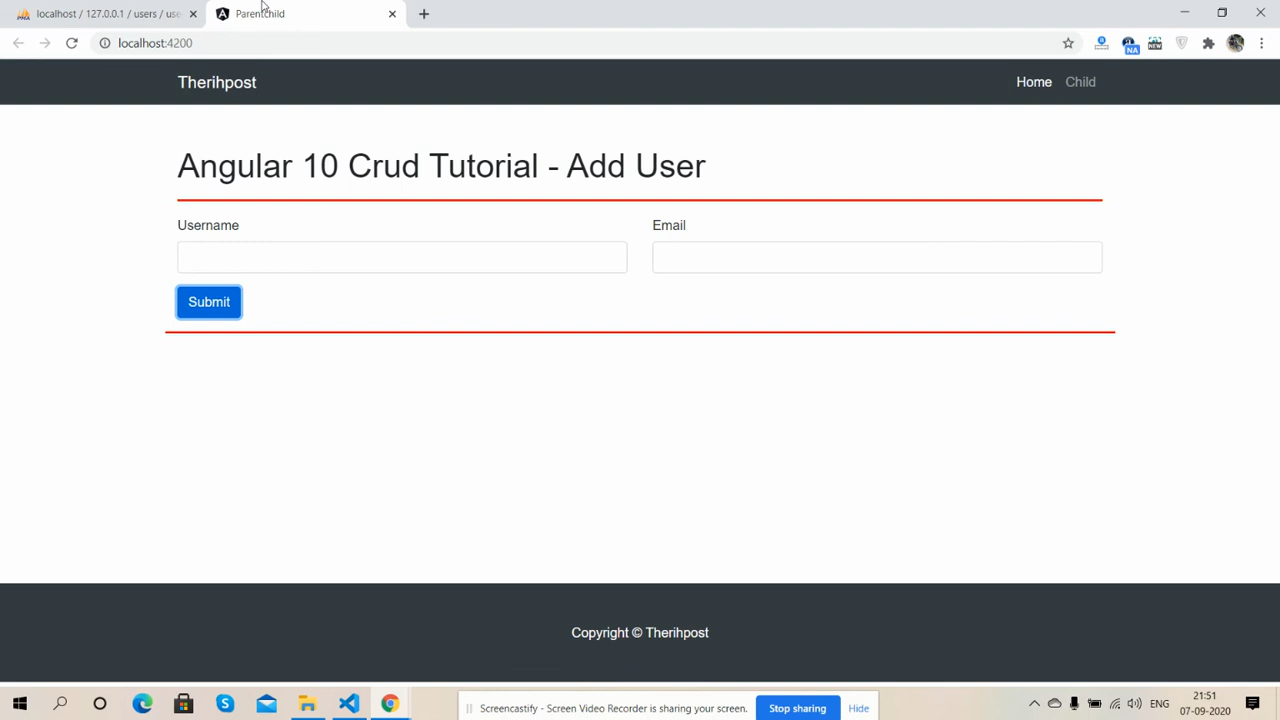 localhost / 127.0.0.1 / users / use
Parentchild
localhost:4200
NA
NEW
Therihpost
Home
Child
Angular 10 Crud Tutorial - Add User
Username
Email
Submit
Copyright © Therihpost
Screencastify - Screen Video Recorder is sharing your screen.
Stop sharing
Hide
ENG
21:51
07-09-2020